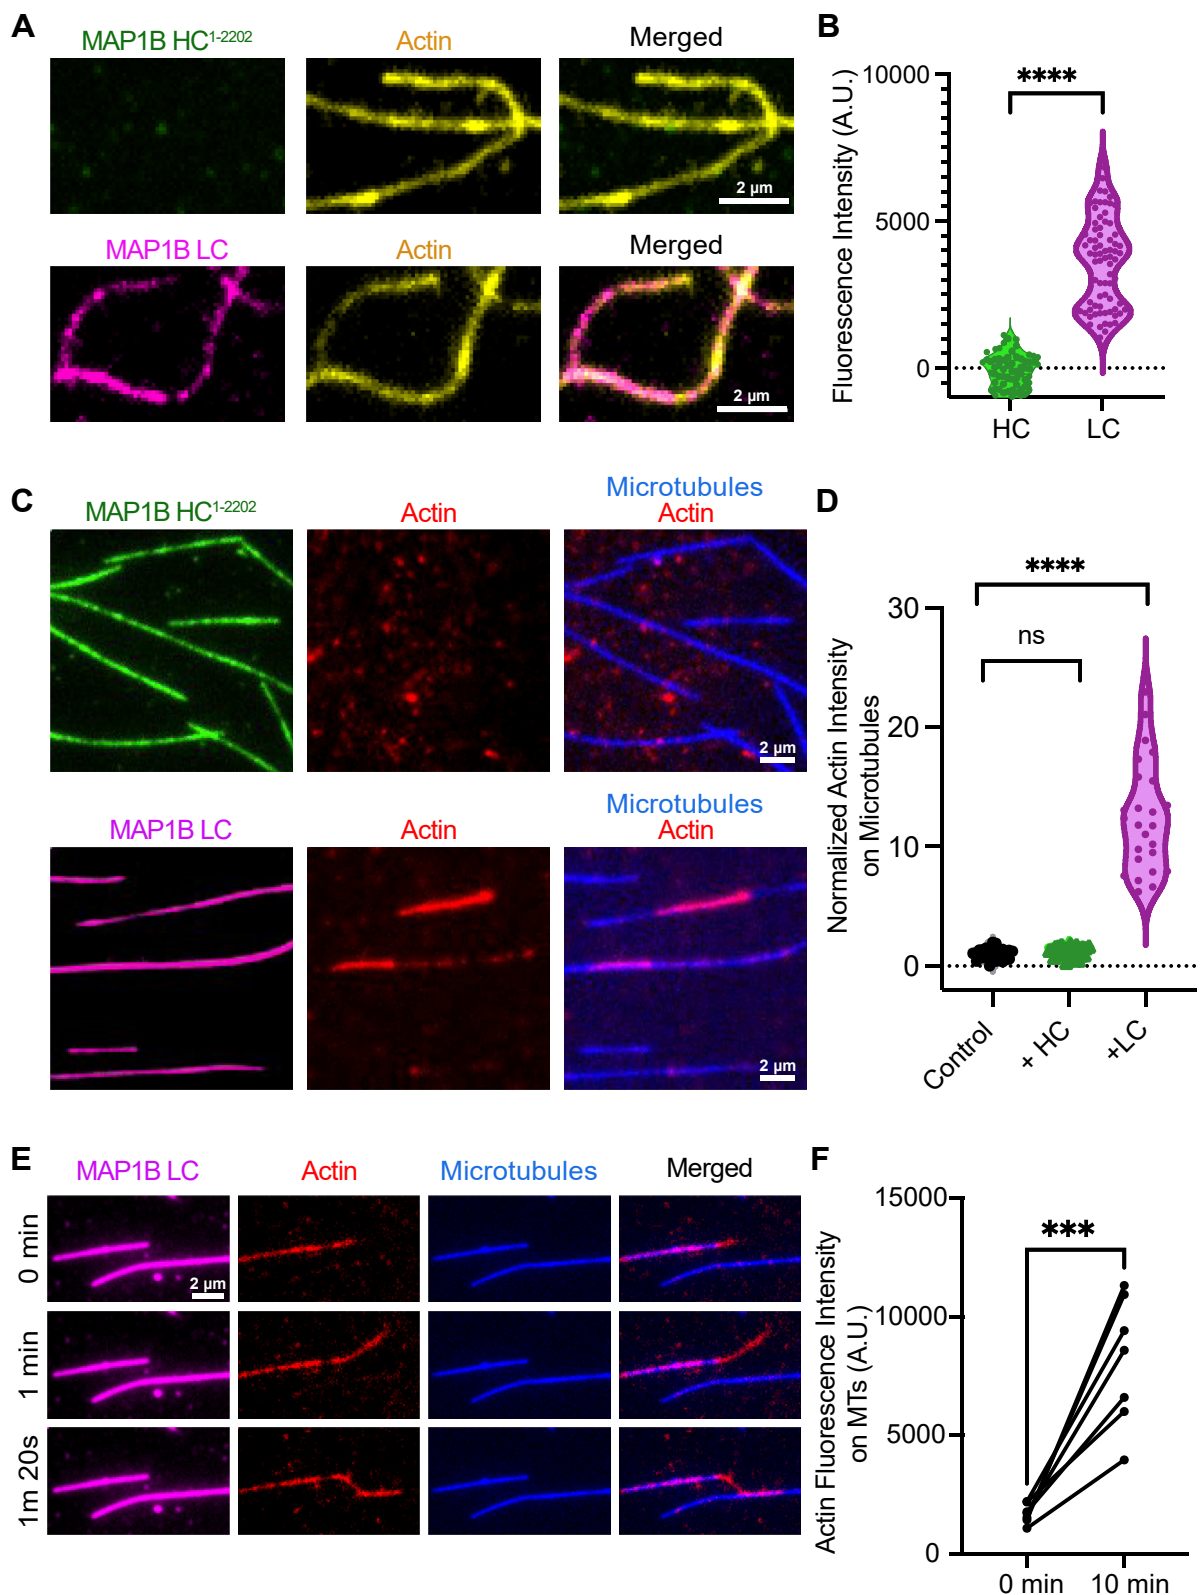 A
MAP1B HC1-2202
Actin
Merged
2 µm
MAP1B LC
Actin
Merged
2 µm
B
Fluorescence Intensity (A.U.)
10000
5000
0
****
HC
LC
C
MAP1B HC1-2202
Actin
Microtubules
Actin
2 µm
MAP1B LC
Actin
Microtubules
Actin
2 µm
D
Normalized Actin Intensity
on Microtubules
30
20
10
0
****
ns
Control
+ HC
+LC
E
MAP1B LC
Actin
Microtubules
Merged
0 min
2 µm
1 min
1m 20s
F
Actin Fluorescence Intensity
on MTs (A.U.)
15000
10000
5000
0
***
0 min
10 min